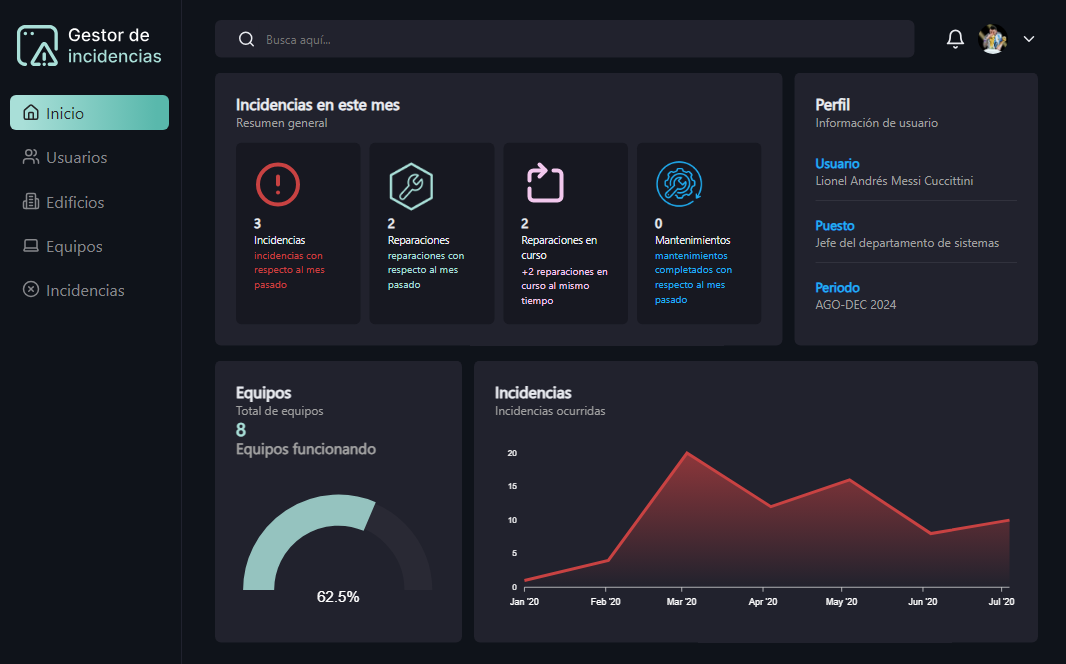 Gestor de
incidencias
Busca aquí...
Inicio
Usuarios
Edificios
Equipos
Incidencias
Incidencias en este mes
Resumen general
3
Incidencias
incidencias con
respecto al mes
pasado
2
Reparaciones
reparaciones con
respecto al mes
pasado
2
Reparaciones en
curso
+2 reparaciones en
curso al mismo
tiempo
0
Mantenimientos
mantenimientos
completados con
respecto al mes
pasado
Perfil
Información de usuario
Usuario
Lionel Andrés Messi Cuccittini
Puesto
Jefe del departamento de sistemas
Periodo
AGO-DEC 2024
Equipos
Total de equipos
8
Equipos funcionando
62.5%
Incidencias
Incidencias ocurridas
20
15
10
5
0
Jan '20 Feb '20 Mar '20 Apr '20 May '20 Jun '20 Jul '20